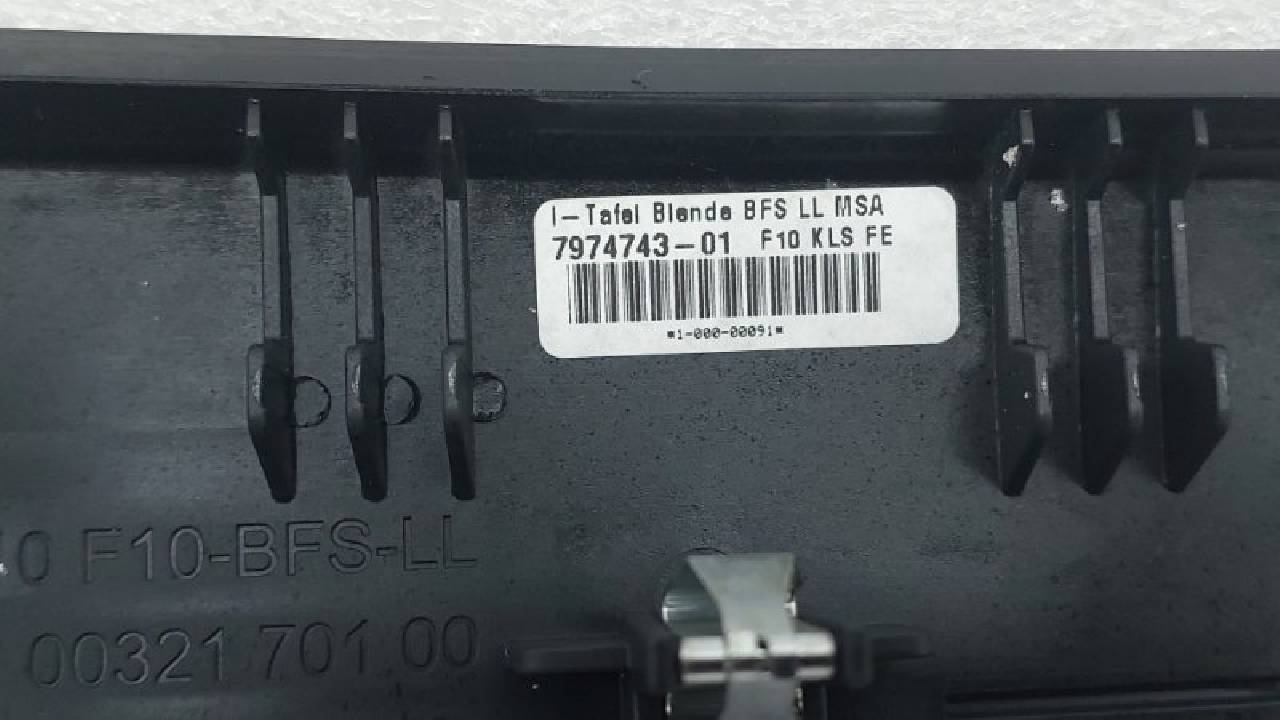 I-Tafel Blende BFS LL MSA
7974743-01 F10 KLS FE
*1-000-00091*
F10-BFS-LL
00321 701 00